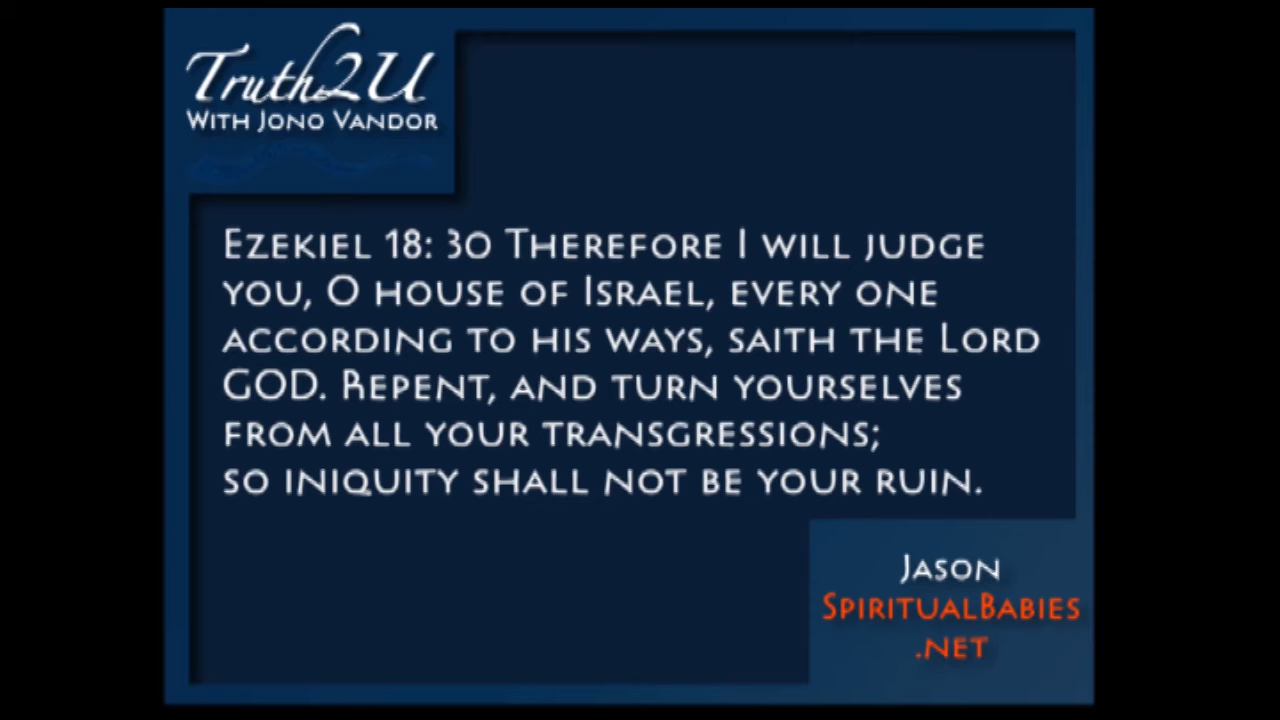 Truth2U
With Jono Vandor
Ezekiel 18: 30 Therefore I will judge
you, O house of Israel, every one
according to his ways, saith the Lord
GOD. Repent, and turn yourselves
from all your transgressions;
so iniquity shall not be your ruin.
Jason
SpiritualBabies
.net